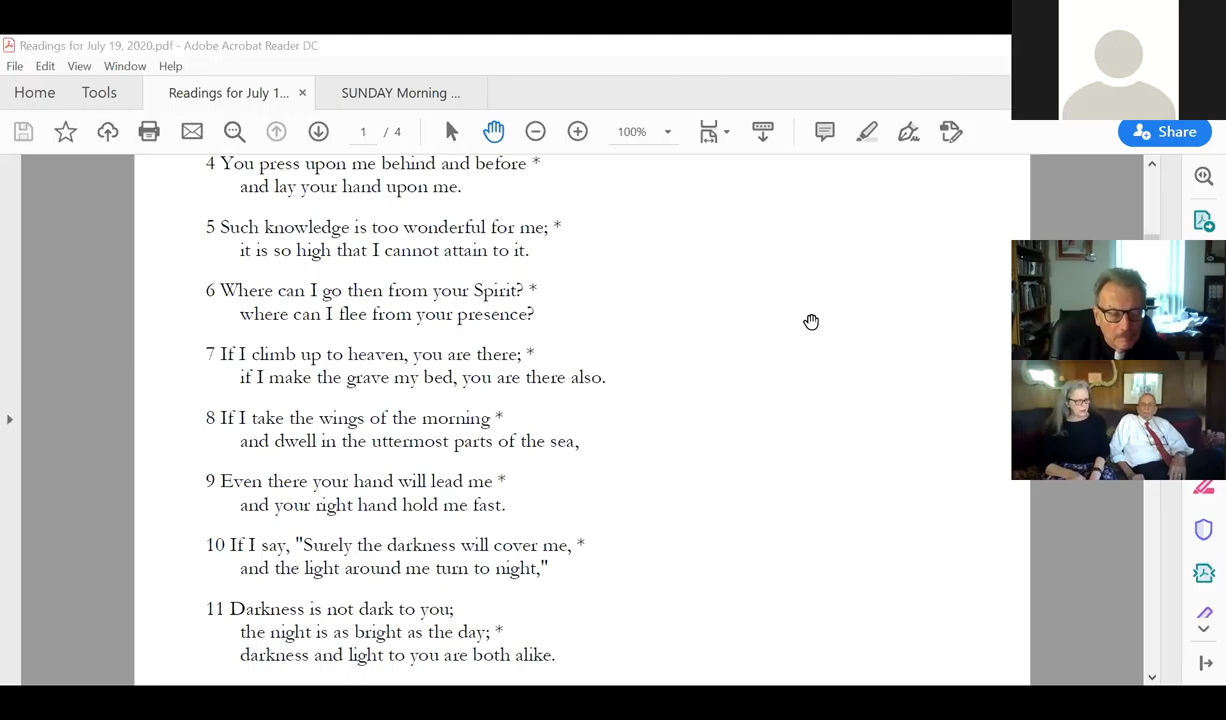 Readings for July 19, 2020.pdf - Adobe Acrobat Reader DC
File Edit View Window Help
Home Tools Readings for July 1... × SUNDAY Morning ...
1 / 4 100% Share
4 You press upon me behind and before *
and lay your hand upon me.
5 Such knowledge is too wonderful for me; *
it is so high that I cannot attain to it.
6 Where can I go then from your Spirit? *
where can I flee from your presence?
7 If I climb up to heaven, you are there; *
if I make the grave my bed, you are there also.
8 If I take the wings of the morning *
and dwell in the uttermost parts of the sea,
9 Even there your hand will lead me *
and your right hand hold me fast.
10 If I say, "Surely the darkness will cover me, *
and the light around me turn to night,"
11 Darkness is not dark to you;
the night is as bright as the day; *
darkness and light to you are both alike.